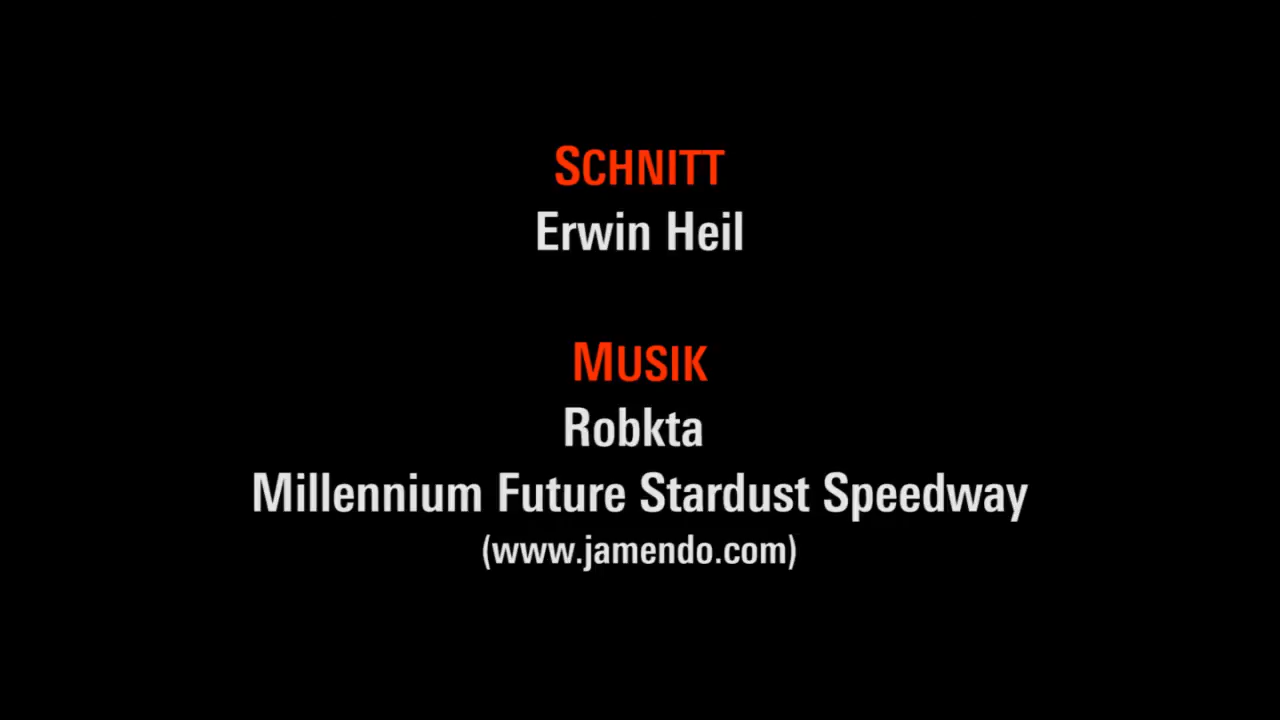 SCHNITT
Erwin Heil
MUSIK
Robkta
Millennium Future Stardust Speedway
(www.jamendo.com)